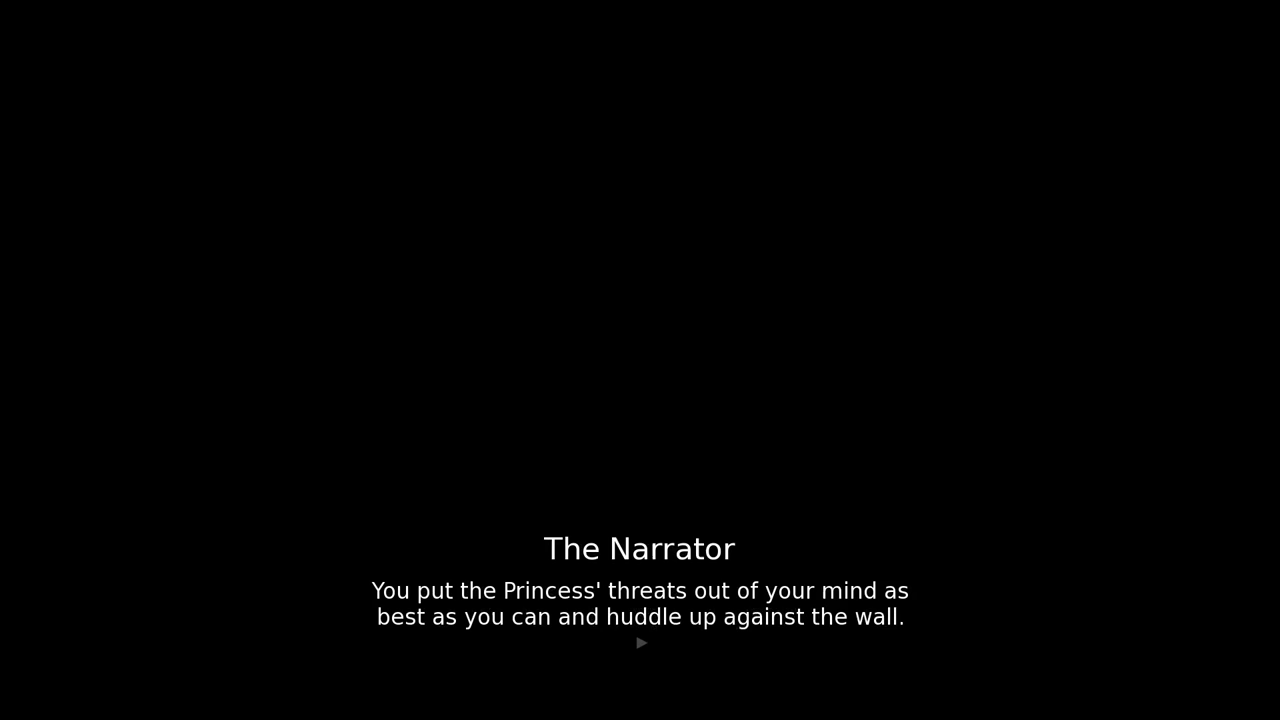 The Narrator
You put the Princess' threats out of your mind as
best as you can and huddle up against the wall.